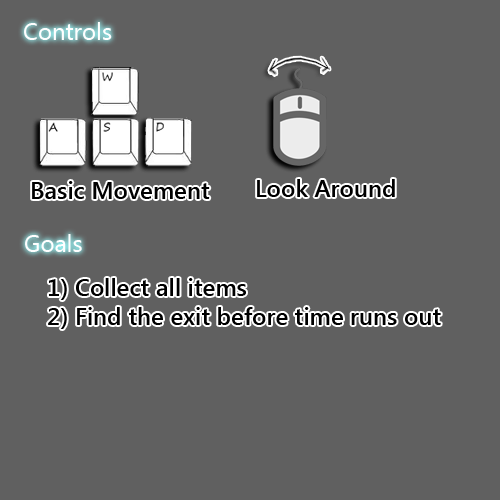 Controls
W
A S D
Basic Movement
Look Around
Goals
1) Collect all items
2) Find the exit before time runs out